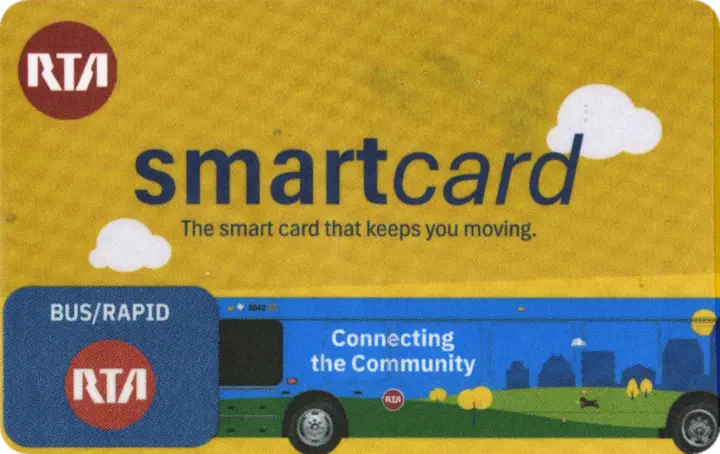 RTA
smartcard
The smart card that keeps you moving.
BUS/RAPID
RTA
Connecting
the Community
RTA